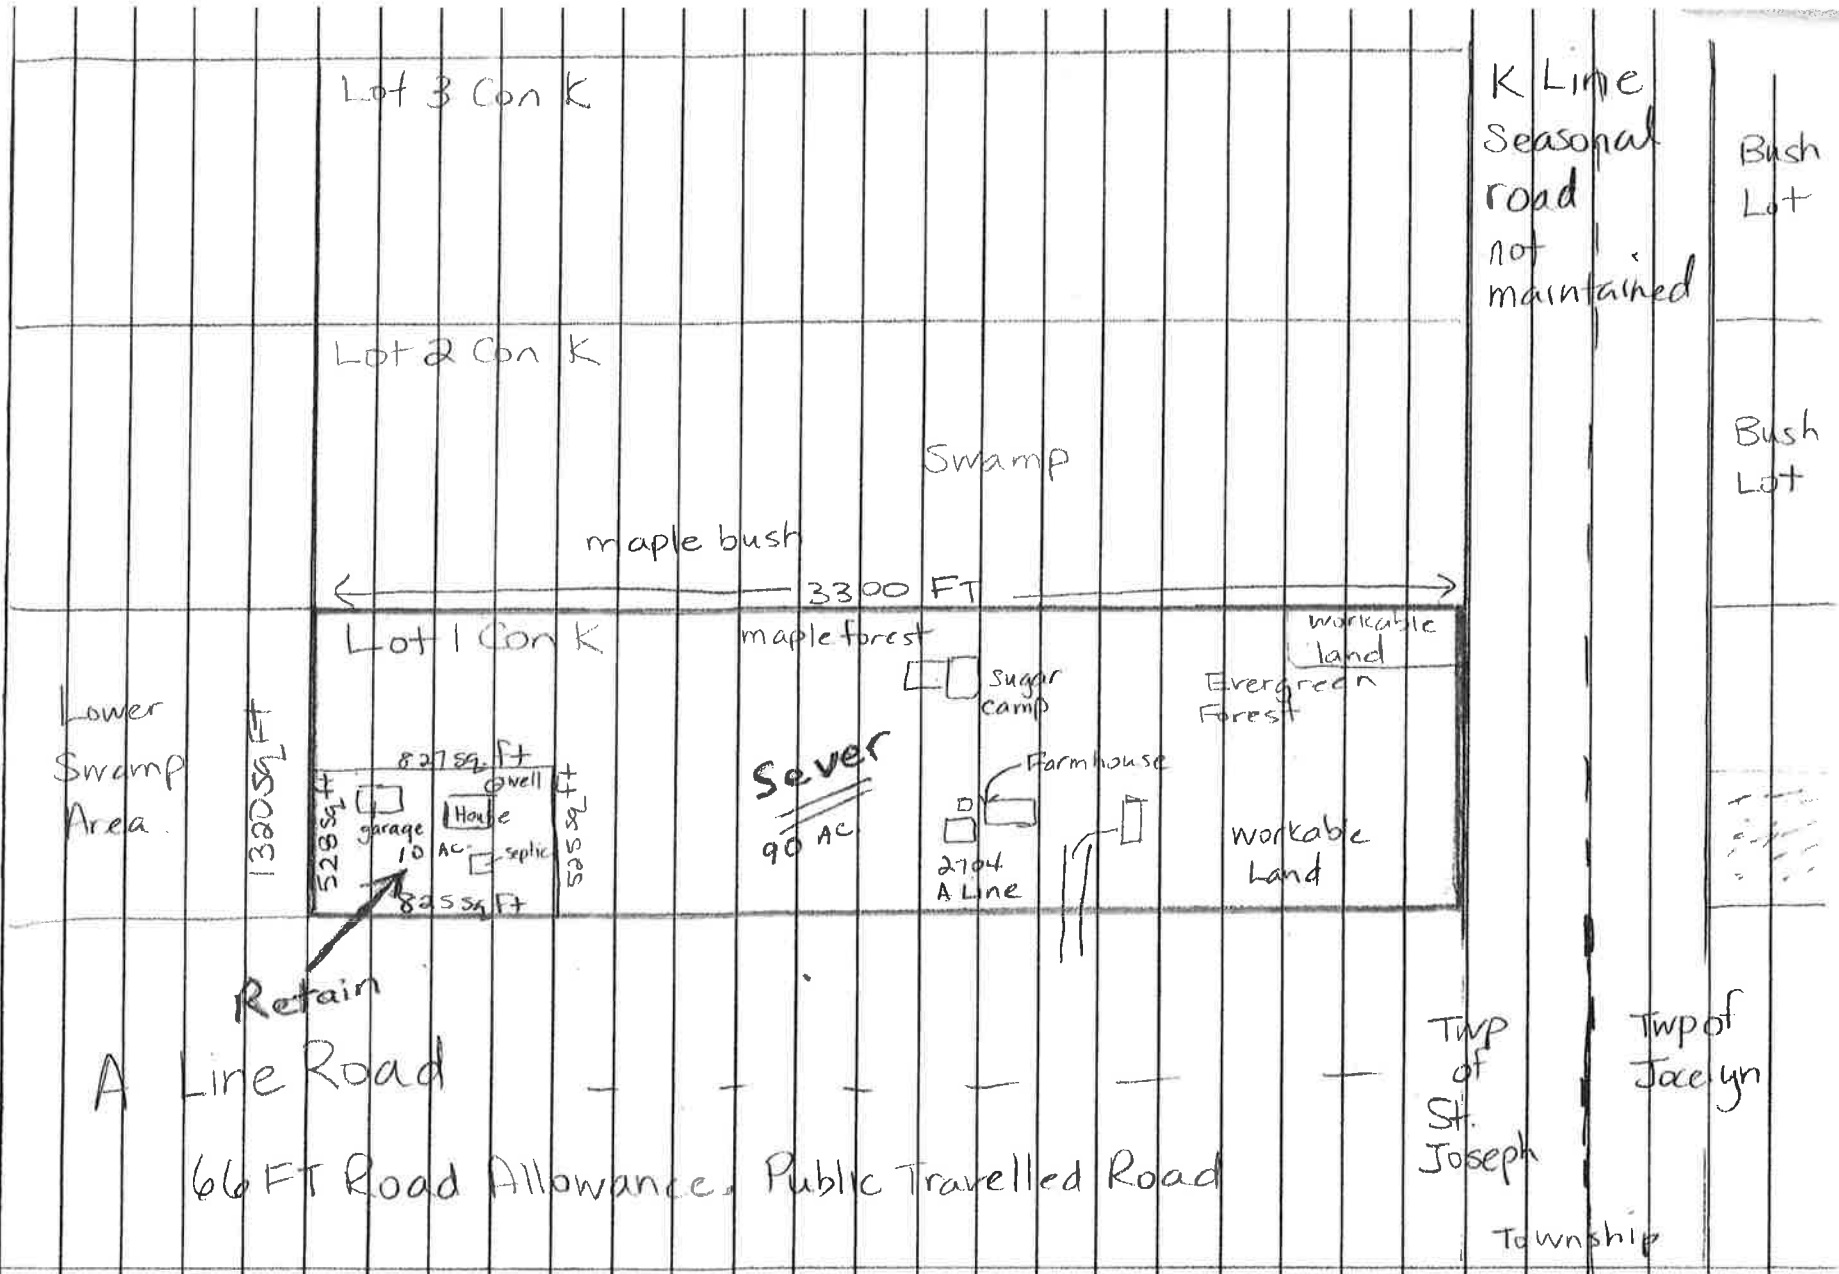 Lot 3 Con K
K Line
Seasonal
road
not
maintained
Bush
Lot
Lot 2 Con K
Swamp
Bush
Lot
maple bush
3300 FT
Lot 1 Con K
maple forest
workable
land
sugar
camp
Evergreen
Forest
Lower
Swamp
Area.
1320 sq Ft
827 sq. ft
well
528 sq ft
garage
House
10 AC
septic
525 sq ft
825 sq Ft
Sever
90 AC
Farmhouse
2704
A Line
workable
Land
Retain
A Line Road
66 FT Road Allowance. Public Travelled Road
Twp
of
St.
Joseph
Twp of
Jocelyn
Township